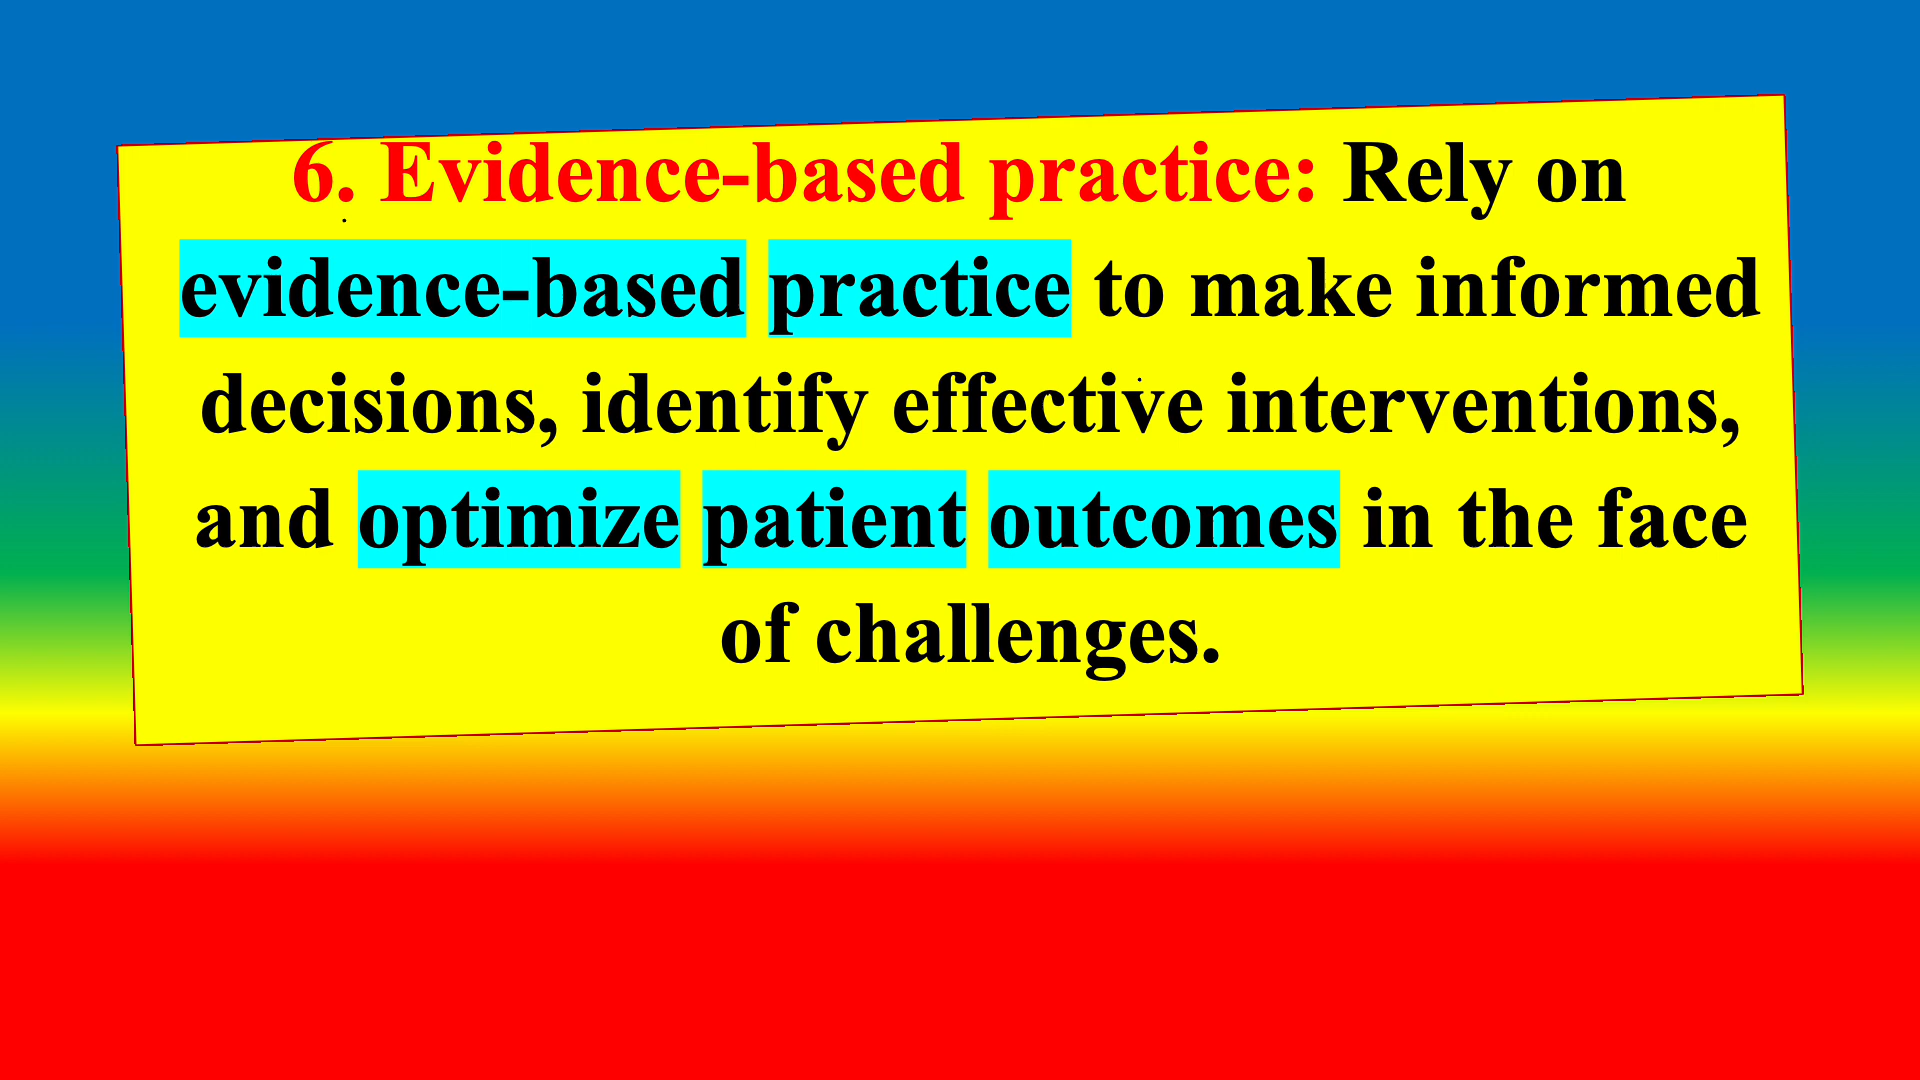 6. Evidence-based practice: Rely on
evidence-based practice to make informed
decisions, identify effective interventions,
and optimize patient outcomes in the face
of challenges.